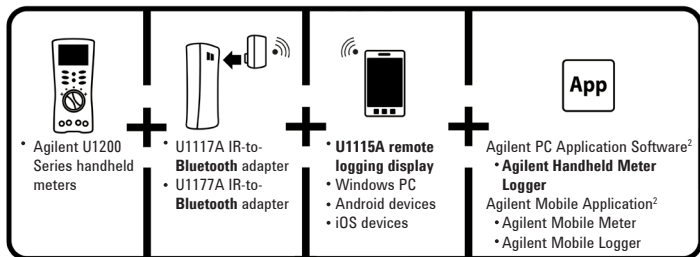 • Agilent U1200
Series handheld
meters
• U1117A IR-to-
Bluetooth adapter
• U1177A IR-to-
Bluetooth adapter
• U1115A remote
logging display
• Windows PC
• Android devices
• iOS devices
App
Agilent PC Application Software²
• Agilent Handheld Meter
Logger
Agilent Mobile Application²
• Agilent Mobile Meter
• Agilent Mobile Logger